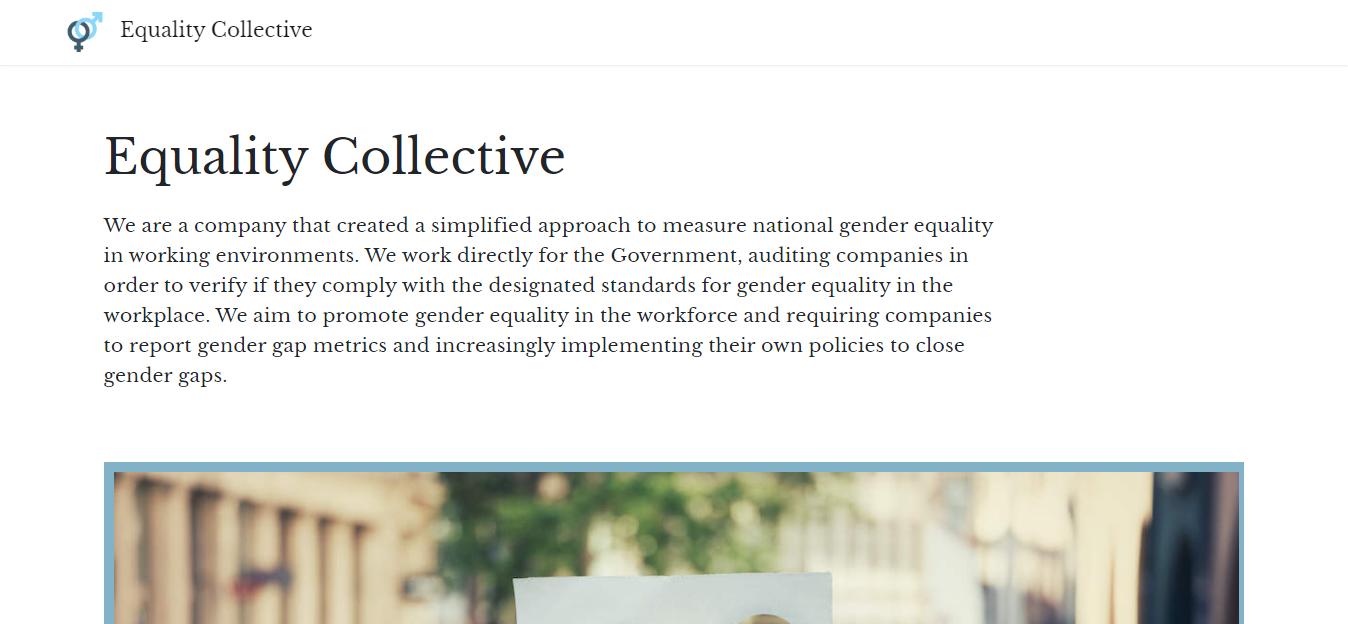 Equality Collective
Equality Collective
We are a company that created a simplified approach to measure national gender equality
in working environments. We work directly for the Government, auditing companies in
order to verify if they comply with the designated standards for gender equality in the
workplace. We aim to promote gender equality in the workforce and requiring companies
to report gender gap metrics and increasingly implementing their own policies to close
gender gaps.